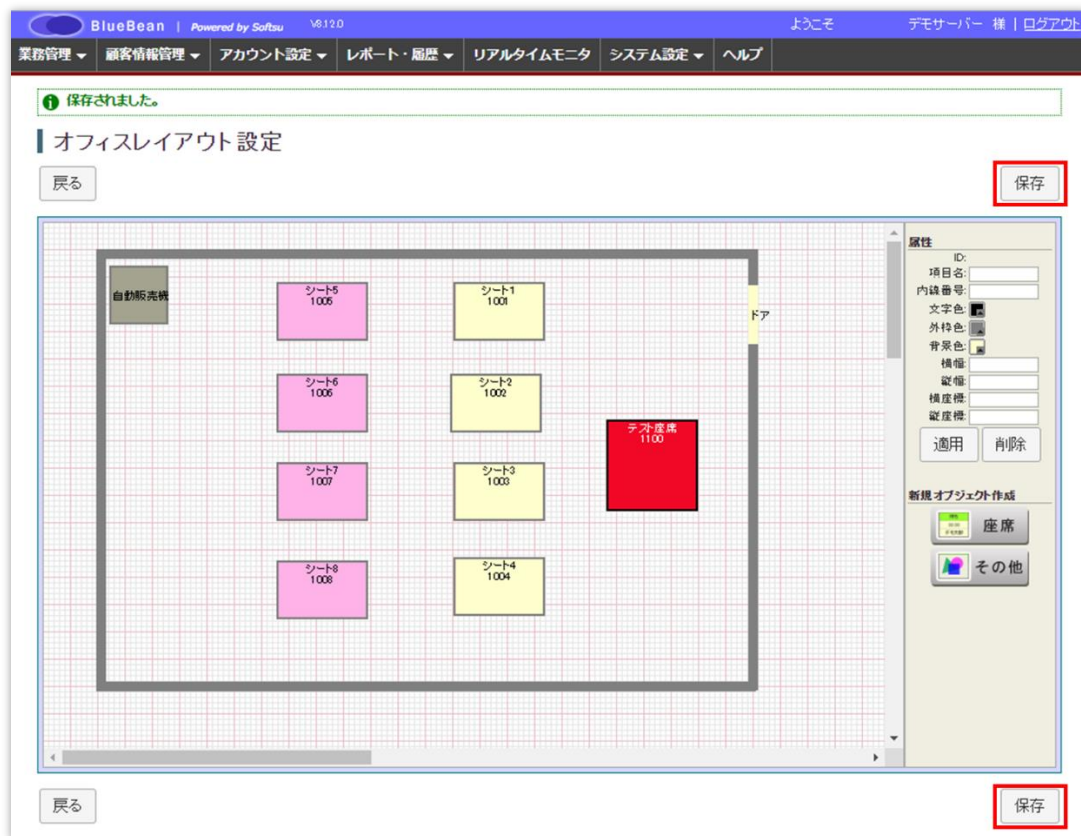 BlueBean | Powered by Softsu V3.12.0 ようこそ デモサーバー 様 | ログアウト
業務管理 顧客情報管理 アカウント設定 レポート・履歴 リアルタイムモニタ システム設定 ヘルプ
保存されました。
オフィスレイアウト設定
戻る 保存
属性
ID:
項目名:
内線番号:
文字色:
外枠色:
背景色:
横幅:
縦幅:
横座標:
縦座標:
適用 削除
新規オブジェクト作成
座席
その他
自動販売機
シート5
1005
シート1
1001
ドア
シート6
1006
シート2
1002
テスト座席
1100
シート7
1007
シート3
1003
シート8
1008
シート4
1004
戻る 保存